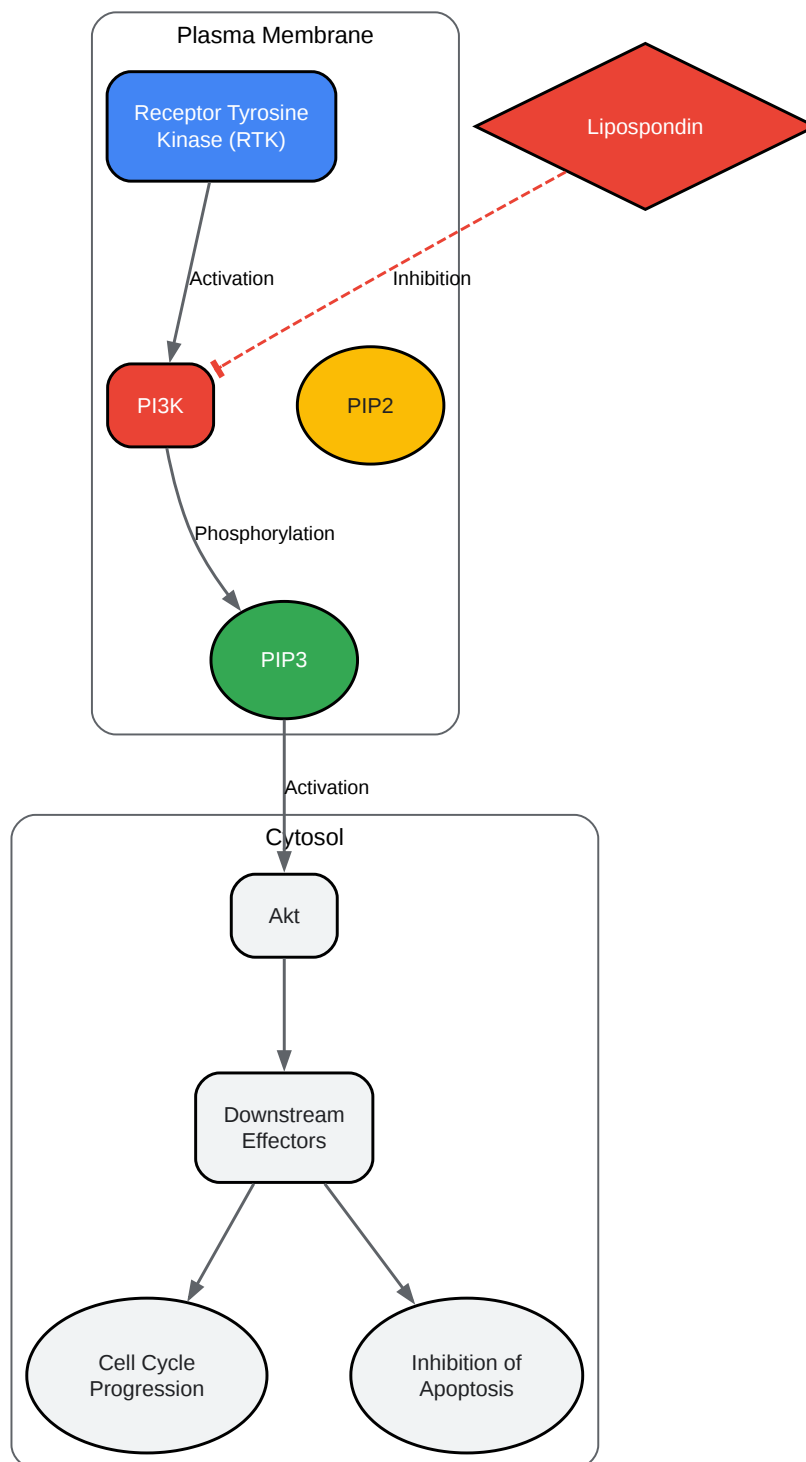 Plasma Membrane
Receptor Tyrosine
Kinase (RTK)
Lipospondin
Activation
Inhibition
PI3K
PIP2
Phosphorylation
PIP3
Activation
Cytosol
Akt
Downstream
Effectors
Cell Cycle
Progression
Inhibition of
Apoptosis